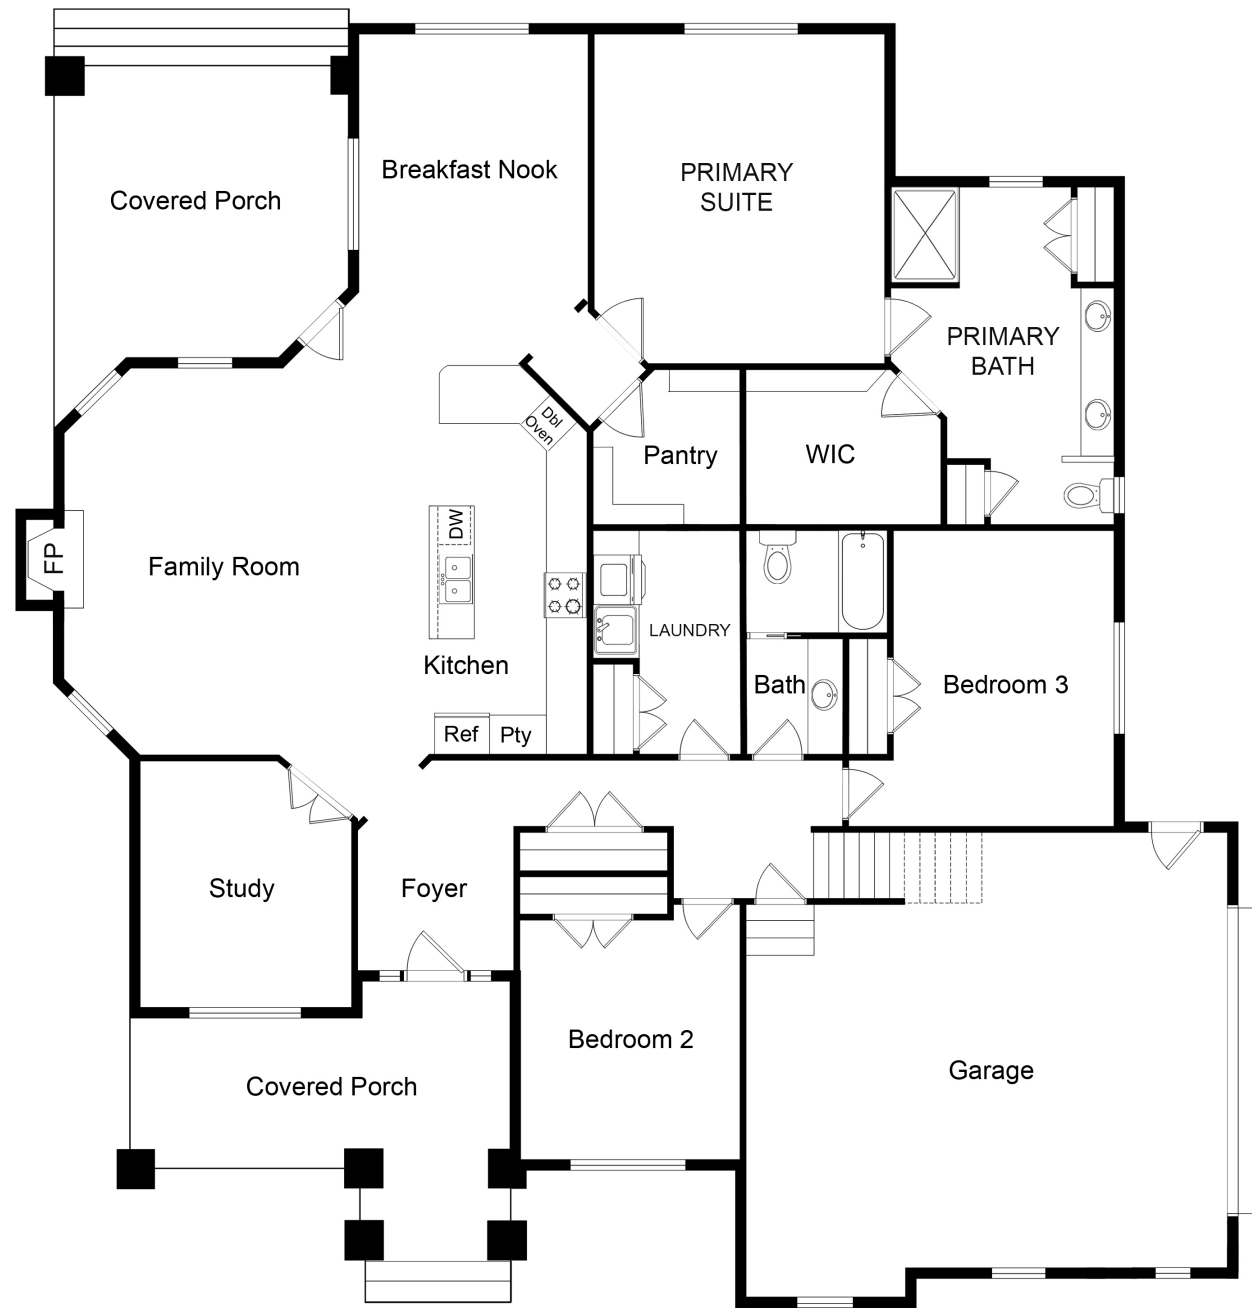 Breakfast Nook
PRIMARY
SUITE
Covered Porch
PRIMARY
BATH
Dbl
Oven
Pantry
WIC
DW
FP
Family Room
LAUNDRY
Kitchen
Bath
Bedroom 3
Ref
Pty
Study
Foyer
Bedroom 2
Garage
Covered Porch